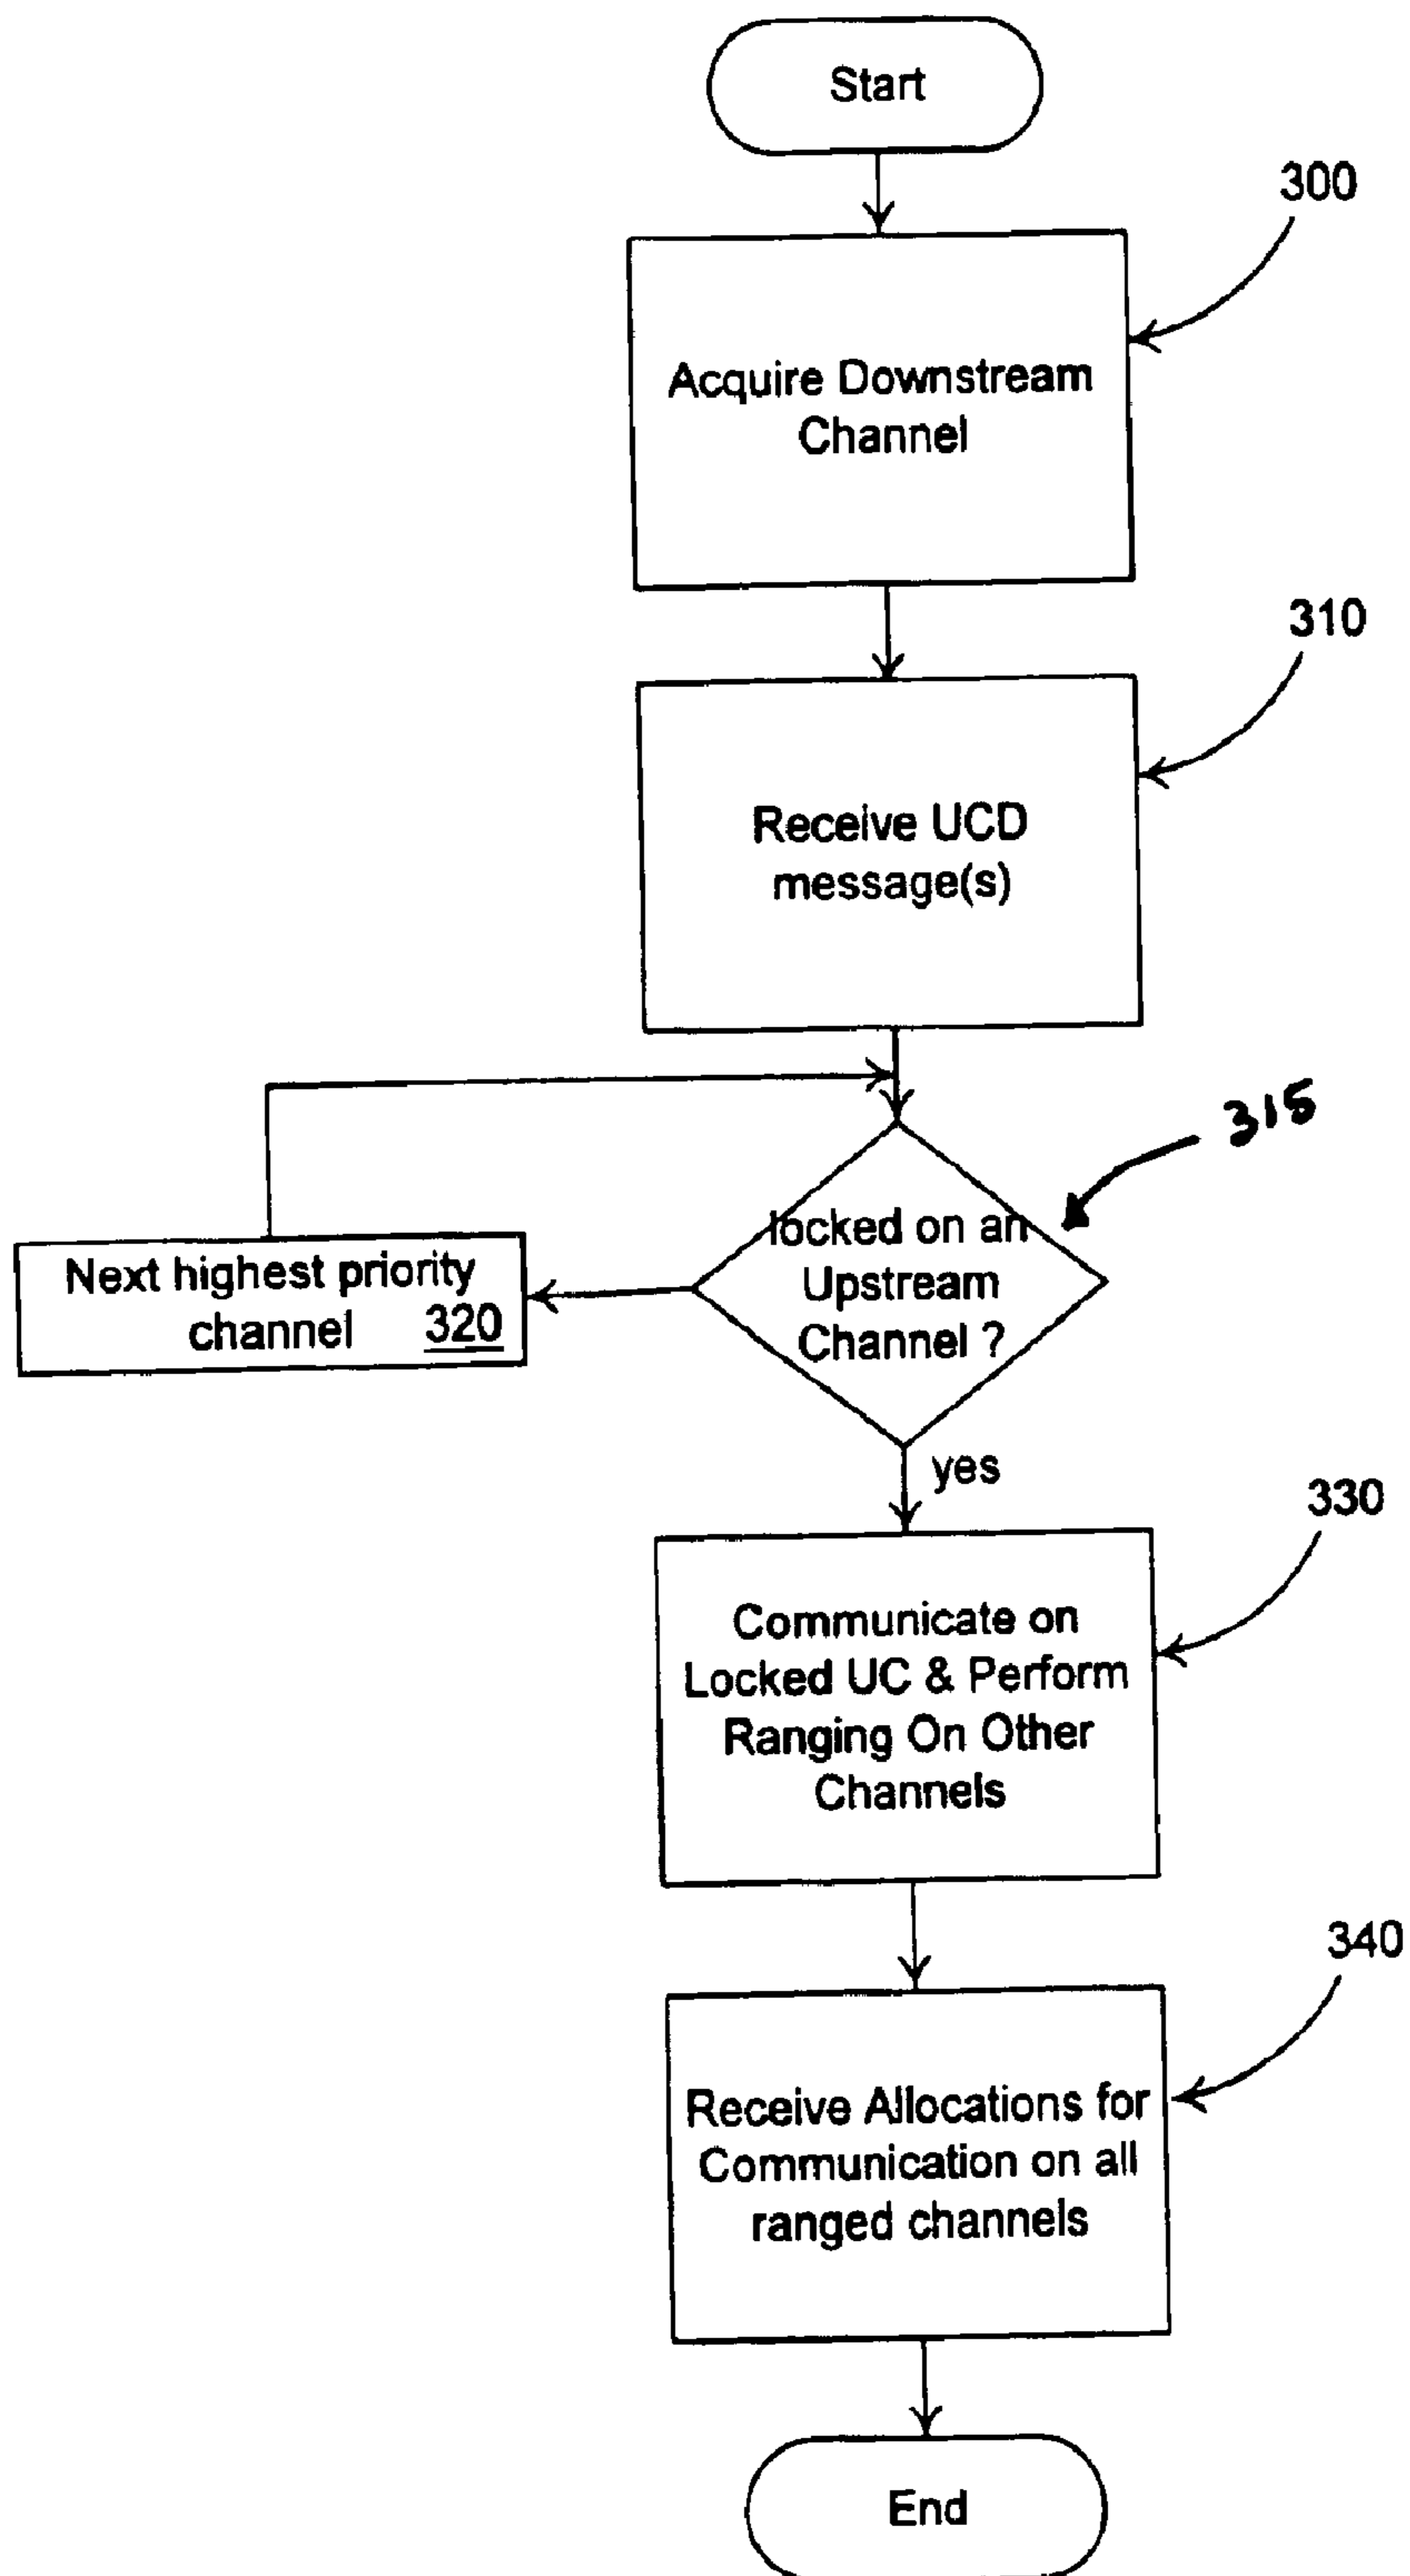 Start
300
Acquire Downstream
Channel
310
Receive UCD
message(s)
315
locked on an
Upstream
Channel ?
Next highest priority
channel 320
yes
330
Communicate on
Locked UC & Perform
Ranging On Other
Channels
340
Receive Allocations for
Communication on all
ranged channels
End